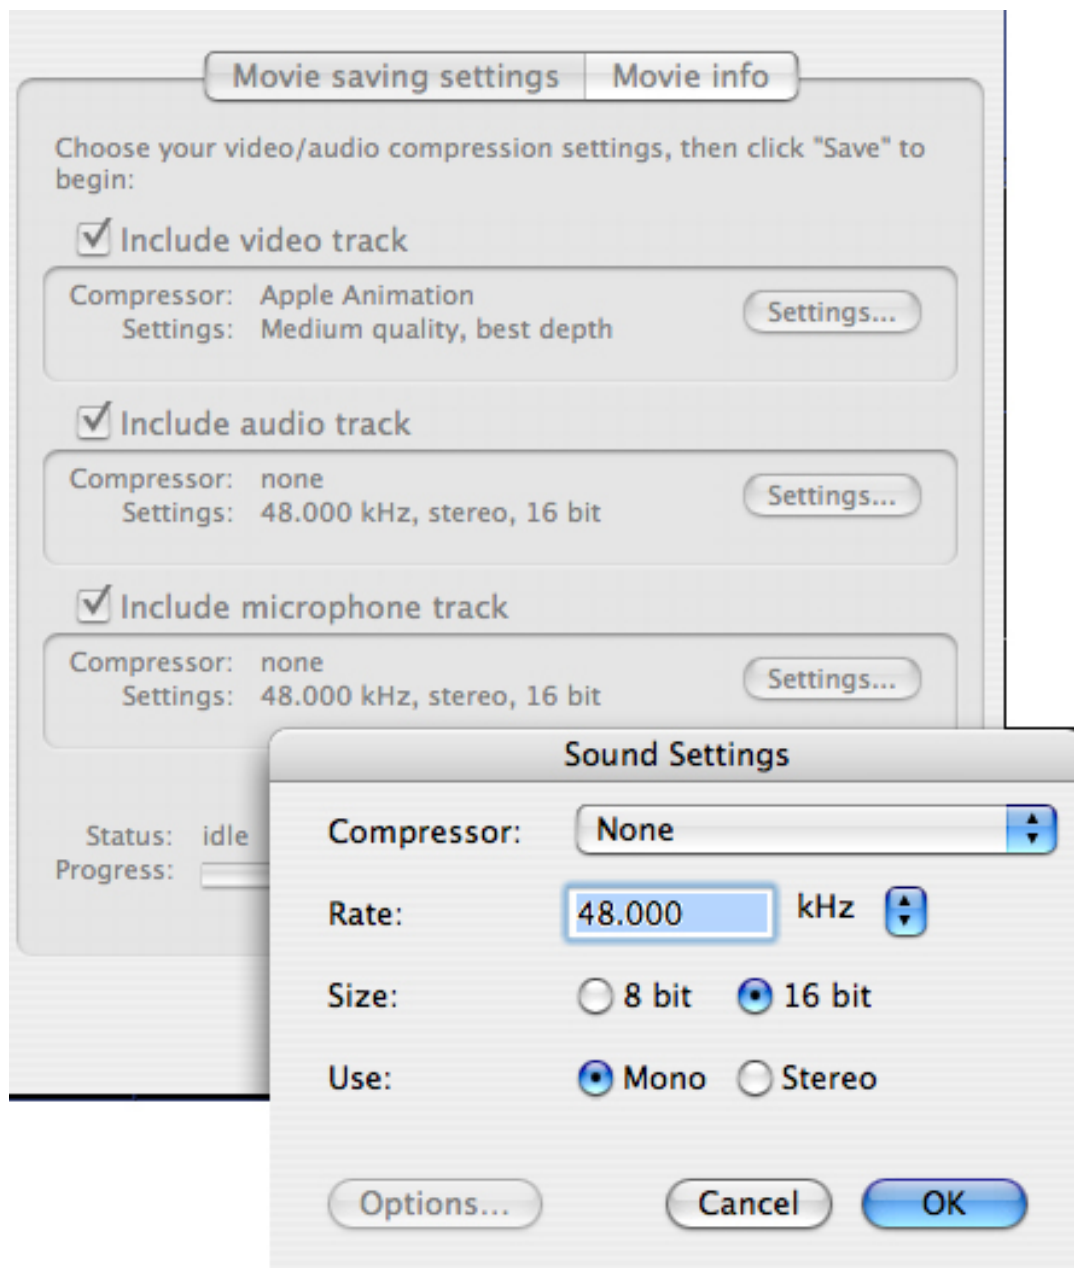 Movie saving settings Movie info
Choose your video/audio compression settings, then click "Save" to
begin:
Include video track
Compressor: Apple Animation
Settings: Medium quality, best depth
Settings...
Include audio track
Compressor: none
Settings: 48.000 kHz, stereo, 16 bit
Settings...
Include microphone track
Compressor: none
Settings: 48.000 kHz, stereo, 16 bit
Settings...
Status: idle
Progress:
Sound Settings
Compressor: None
Rate: 48.000 kHz
Size: 8 bit 16 bit
Use: Mono Stereo
Options... Cancel OK